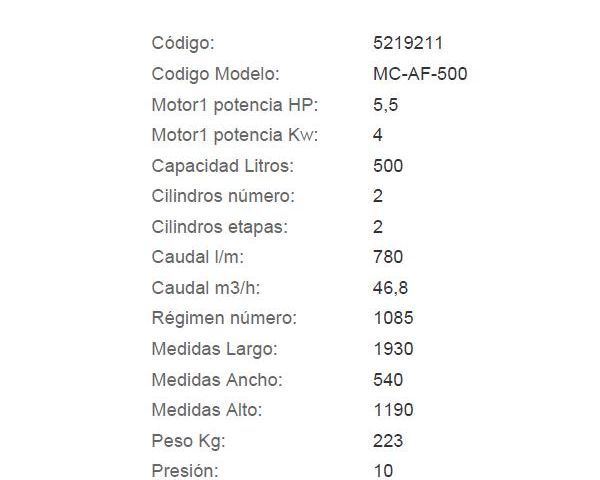 Código: 5219211
Codigo Modelo: MC-AF-500
Motor1 potencia HP: 5,5
Motor1 potencia Kw: 4
Capacidad Litros: 500
Cilindros número: 2
Cilindros etapas: 2
Caudal l/m: 780
Caudal m3/h: 46,8
Régimen número: 1085
Medidas Largo: 1930
Medidas Ancho: 540
Medidas Alto: 1190
Peso Kg: 223
Presión: 10